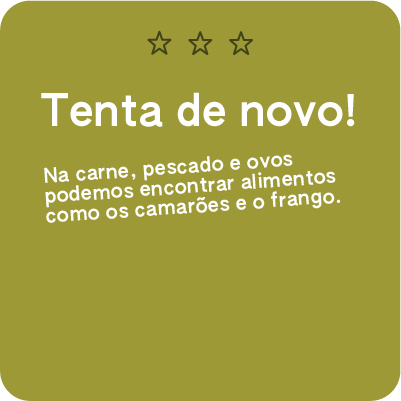 Tenta de novo!
Na carne, pescado e ovos
podemos encontrar alimentos
como os camarões e o frango.